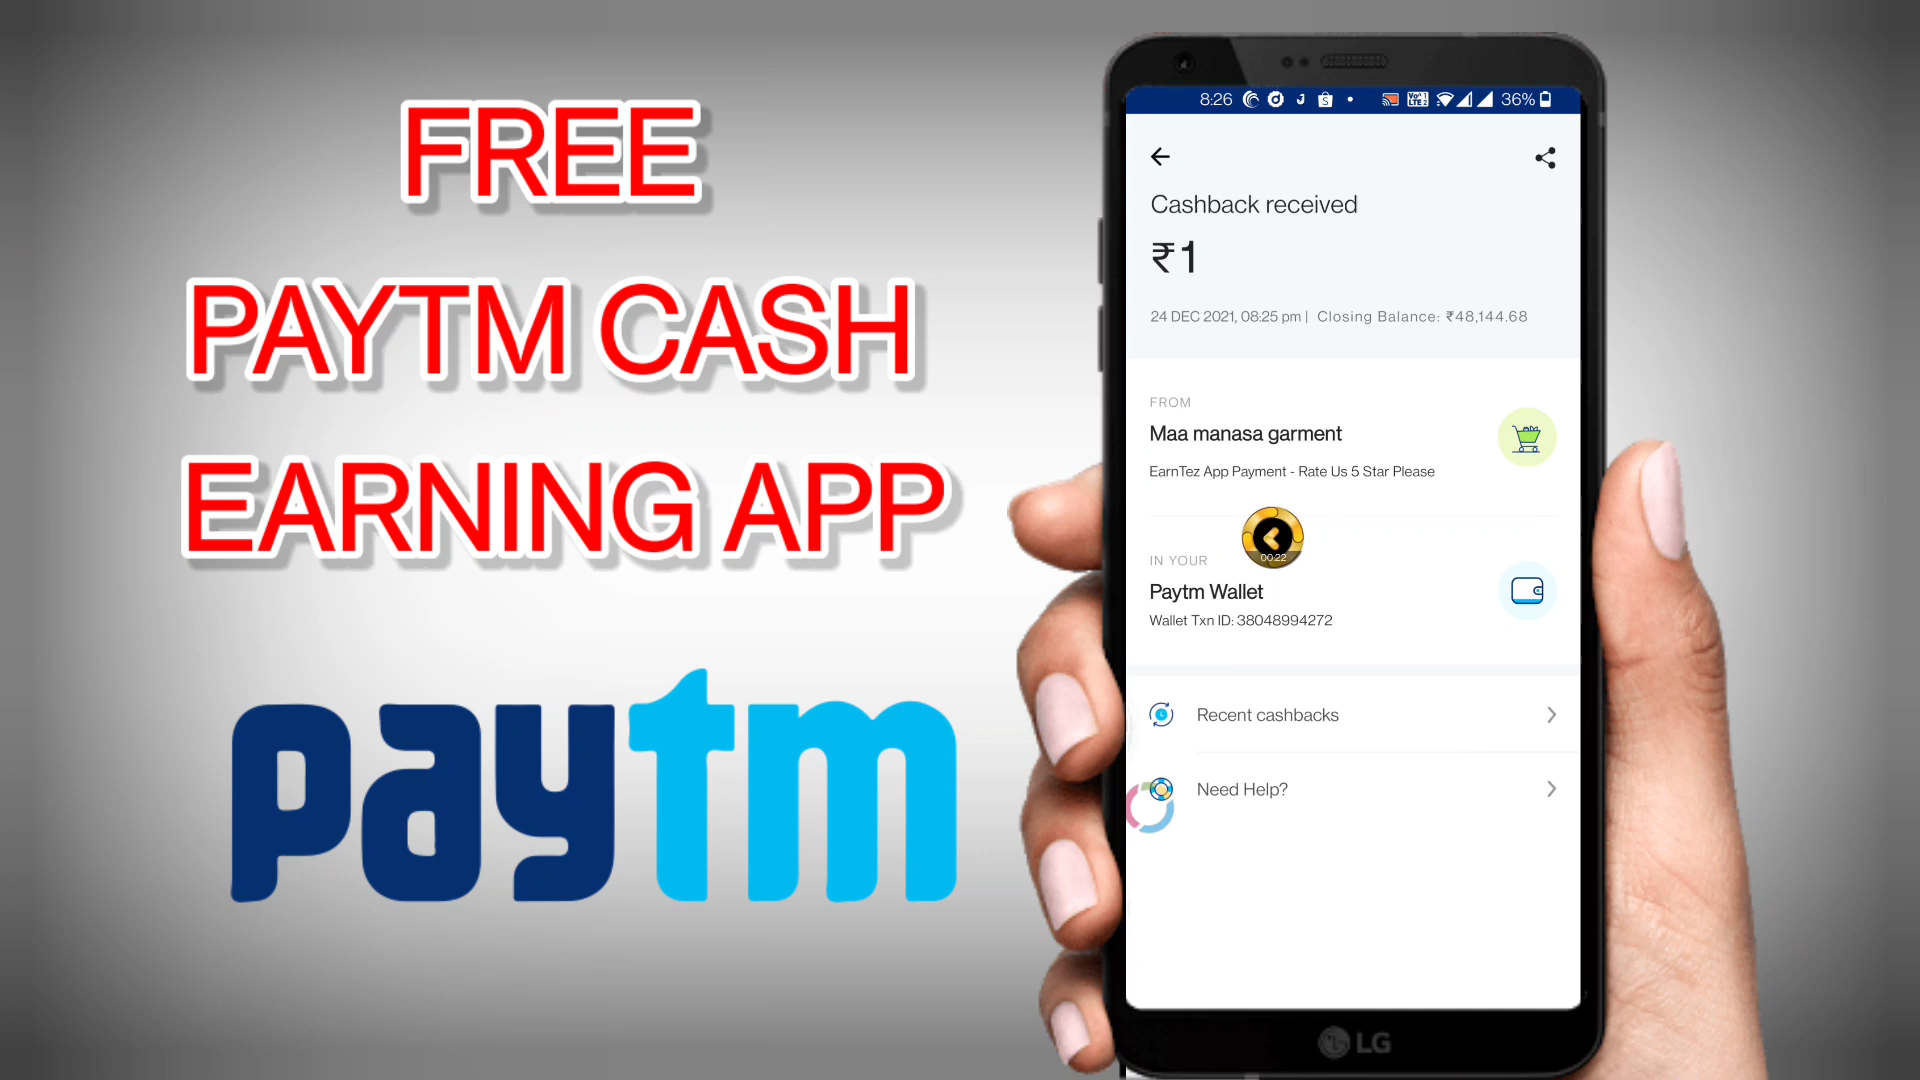 FREE
PAYTM CASH
EARNING APP
paytm
8:26
36%
Cashback received
₹1
24 DEC 2021, 08:25 pm | Closing Balance: ₹48,144.68
FROM
Maa manasa garment
EarnTez App Payment - Rate Us 5 Star Please
00:22
IN YOUR
Paytm Wallet
Wallet Txn ID: 38048994272
Recent cashbacks
Need Help?
LG